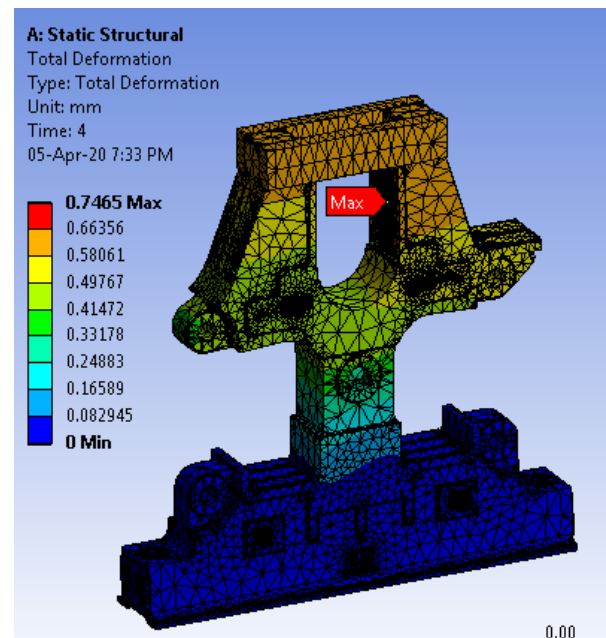 A: Static Structural
Total Deformation
Type: Total Deformation
Unit: mm
Time: 4
05-Apr-20 7:33 PM
0.7465 Max
0.66356
0.58061
0.49767
0.41472
0.33178
0.24883
0.16589
0.082945
0 Min
Max
0.00